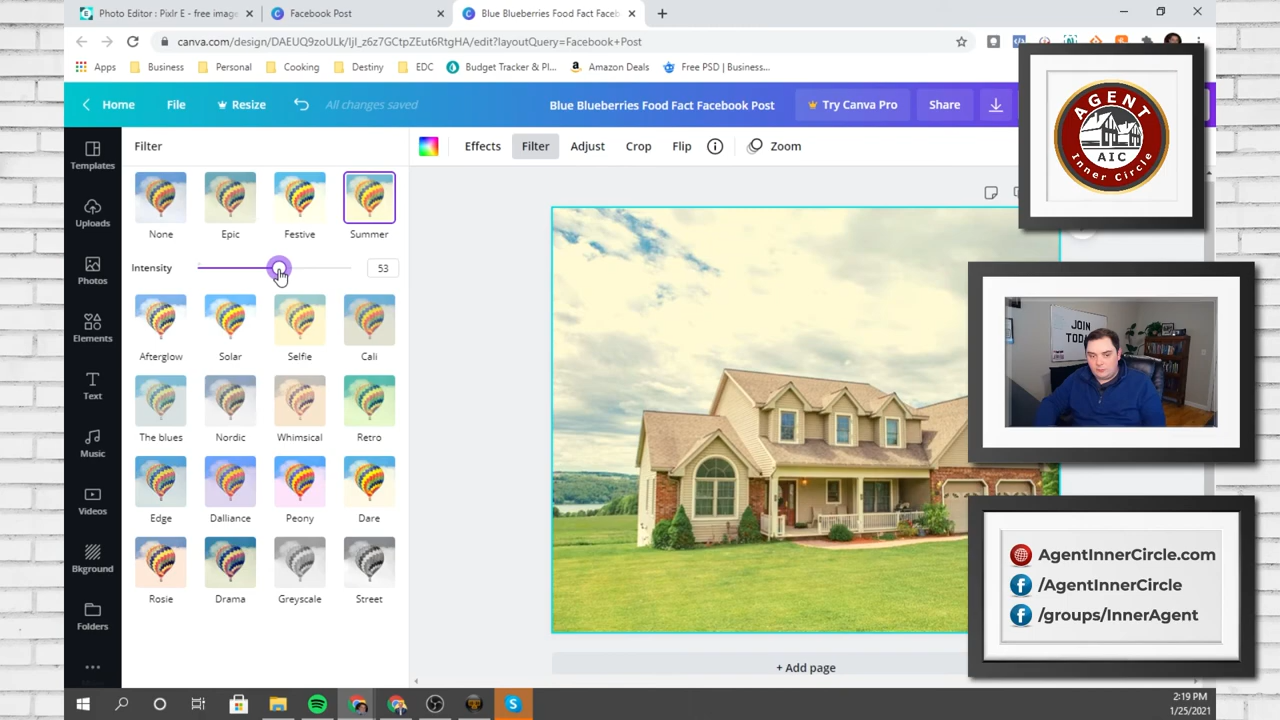 Photo Editor : Pixlr E - free image
Facebook Post
Blue Blueberries Food Fact Faceb
canva.com/design/DAEUQ9zoULk/ljl_z6z7GCtpZEut6RtgHA/edit?layoutQuery=Facebook+Post
Apps
Business
Personal
Cooking
Destiny
EDC
Budget Tracker & Pl...
Amazon Deals
Free PSD | Business...
Home
File
Resize
All changes saved
Blue Blueberries Food Fact Facebook Post
Try Canva Pro
Share
Templates
Uploads
Photos
Elements
Text
Music
Videos
Bkground
Folders
Filter
Effects
Filter
Adjust
Crop
Flip
Zoom
None
Epic
Festive
Summer
Intensity
53
Afterglow
Solar
Selfie
Cali
The blues
Nordic
Whimsical
Retro
Edge
Dalliance
Peony
Dare
Rosie
Drama
Greyscale
Street
+ Add page
AGENT
AIC
Inner Circle
JOIN
TODA
AgentInnerCircle.com
/AgentInnerCircle
/groups/InnerAgent
2:19 PM
1/25/2021